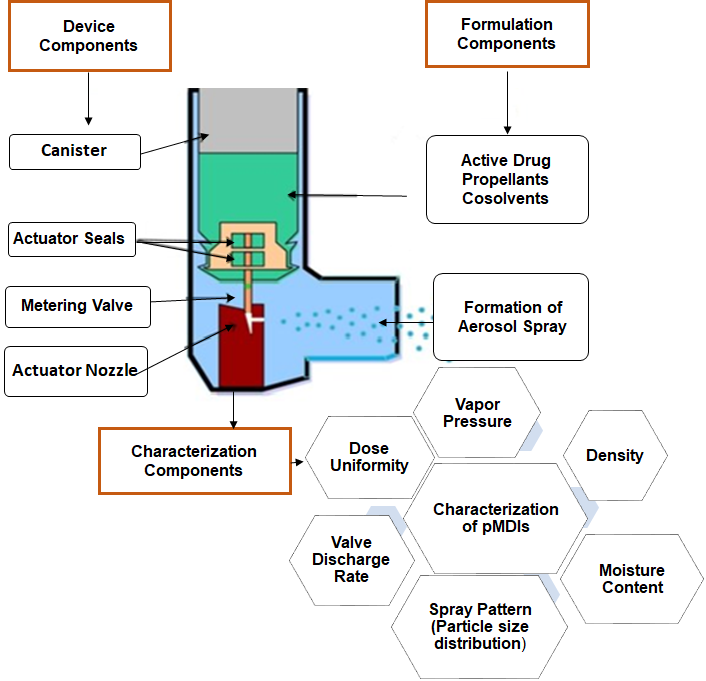 Device
Components
Formulation
Components
Canister
Active Drug
Propellants
Cosolvents
Actuator Seals
Metering Valve
Formation of
Aerosol Spray
Actuator Nozzle
Characterization
Components
Vapor
Pressure
Dose
Uniformity
Density
Characterization
of pMDIs
Valve
Discharge
Rate
Moisture
Content
Spray Pattern
(Particle size
distribution)